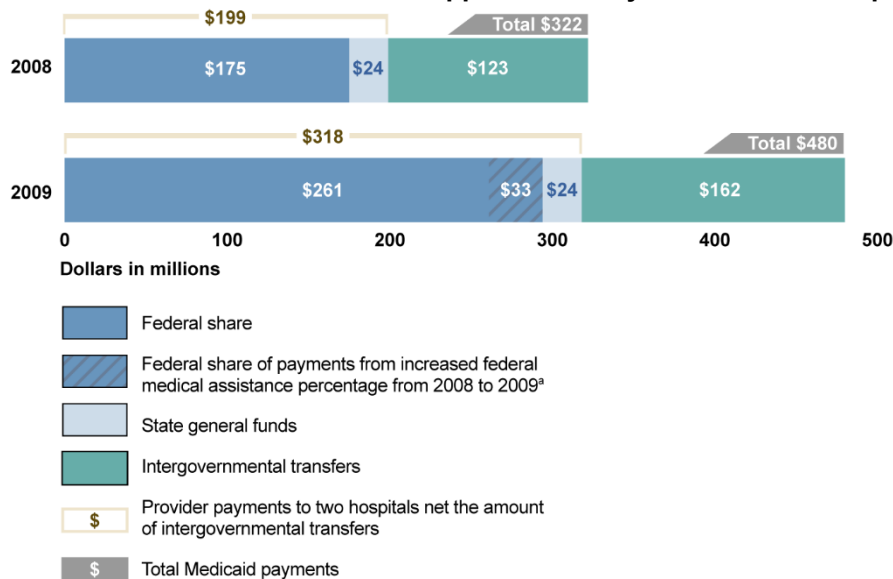 $199
Total $322
2008
$175
$24
$123
$318
Total $480
2009
$261
$33
$24
$162
0 100 200 300 400 500
Dollars in millions
Federal share
Federal share of payments from increased federal
medical assistance percentage from 2008 to 2009ᵃ
State general funds
Intergovernmental transfers
$ Provider payments to two hospitals net the amount
of intergovernmental transfers
$ Total Medicaid payments